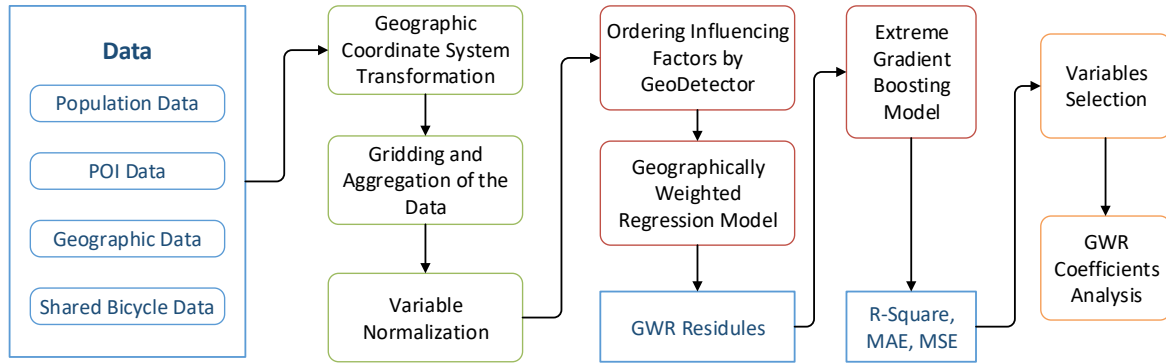 Data
Population Data
POI Data
Geographic Data
Shared Bicycle Data
Geographic
Coordinate System
Transformation
Gridding and
Aggregation of the
Data
Variable
Normalization
Ordering Influencing
Factors by
GeoDetector
Geographically
Weighted
Regression Model
GWR Residules
Extreme
Gradient
Boosting
Model
R-Square,
MAE, MSE
Variables
Selection
GWR
Coefficients
Analysis